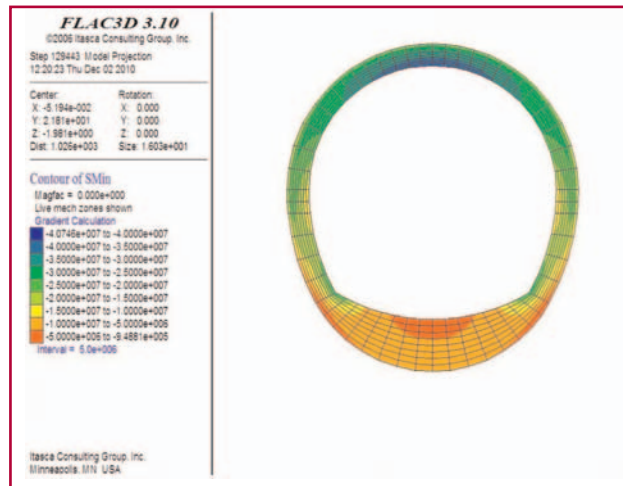 FLAC3D 3.10
©2006 Itasca Consulting Group, Inc.
Step 129443 Model Projection
12:20:23 Thu Dec 02 2010
Center: Rotation:
X: -5.194e-002 X: 0.000
Y: 2.181e+001 Y: 0.000
Z: -1.981e+000 Z: 0.000
Dist: 1.026e+003 Size: 1.603e+001
Contour of SMin
Magfac = 0.000e+000
Live mech zones shown
Gradient Calculation
-4.0746e+007 to -4.0000e+007
-4.0000e+007 to -3.5000e+007
-3.5000e+007 to -3.0000e+007
-3.0000e+007 to -2.5000e+007
-2.5000e+007 to -2.0000e+007
-2.0000e+007 to -1.5000e+007
-1.5000e+007 to -1.0000e+007
-1.0000e+007 to -5.0000e+006
-5.0000e+006 to -9.4881e+005
Interval = 5.0e+006
Itasca Consulting Group, Inc.
Minneapolis, MN USA